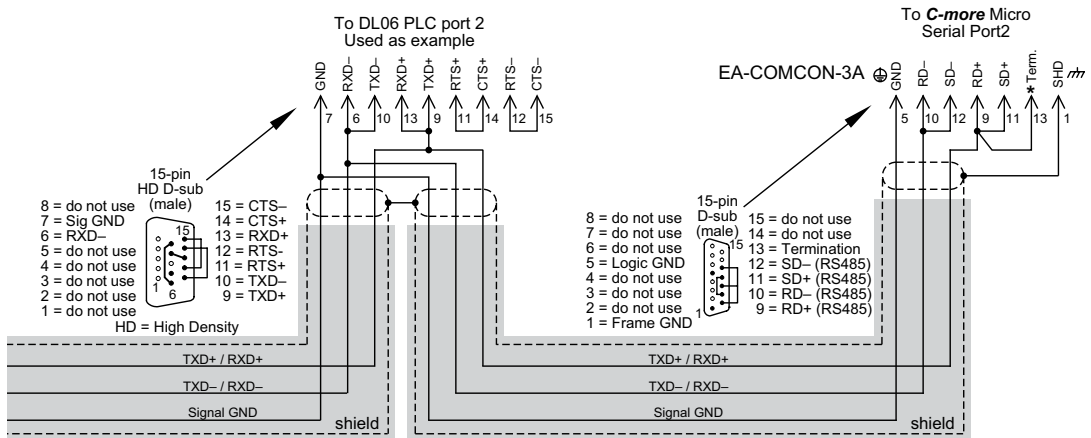 To DL06 PLC port 2
Used as example
GND
RXD–
TXD–
RXD+
TXD+
RTS+
CTS+
RTS–
CTS–
7
6
10
13
9
11
14
12
15
To C-more Micro
Serial Port2
EA-COMCON-3A
GND
RD–
SD–
RD+
SD+
*Term.
SHD
5
10
12
9
11
13
1
15-pin
HD D-sub
(male)
8 = do not use
7 = Sig GND
6 = RXD–
5 = do not use
4 = do not use
3 = do not use
2 = do not use
1 = do not use
15
1
6
15 = CTS–
14 = CTS+
13 = RXD+
12 = RTS-
11 = RTS+
10 = TXD–
9 = TXD+
HD = High Density
15-pin
D-sub
(male)
8 = do not use
7 = do not use
6 = do not use
5 = Logic GND
4 = do not use
3 = do not use
2 = do not use
1 = Frame GND
15
1
15 = do not use
14 = do not use
13 = Termination
12 = SD– (RS485)
11 = SD+ (RS485)
10 = RD– (RS485)
9 = RD+ (RS485)
TXD+ / RXD+
TXD– / RXD–
Signal GND
shield
TXD+ / RXD+
TXD– / RXD–
Signal GND
shield